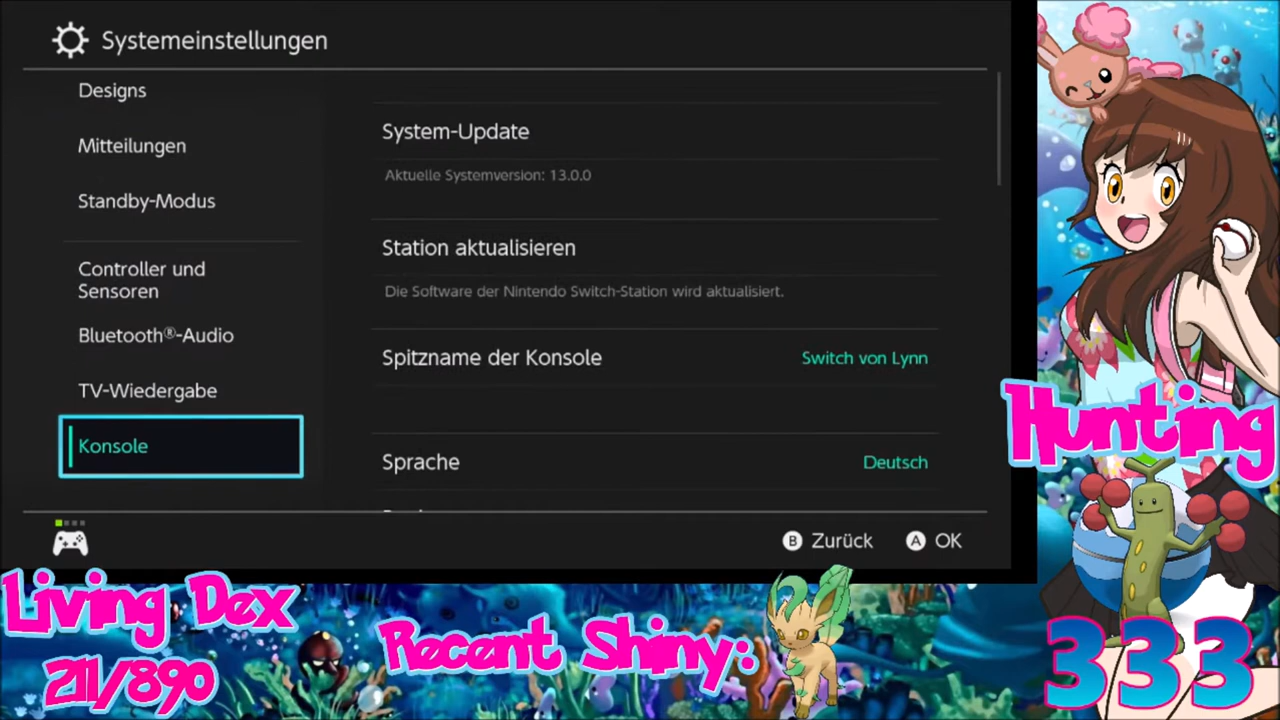 Systemeinstellungen
Designs
Mitteilungen
Standby-Modus
Controller und
Sensoren
Bluetooth®-Audio
TV-Wiedergabe
Konsole
System-Update
Aktuelle Systemversion: 13.0.0
Station aktualisieren
Die Software der Nintendo Switch-Station wird aktualisiert.
Spitzname der Konsole Switch von Lynn
Sprache Deutsch
B Zurück A OK
Hunting
333
Living Dex
211/890
Recent Shiny: